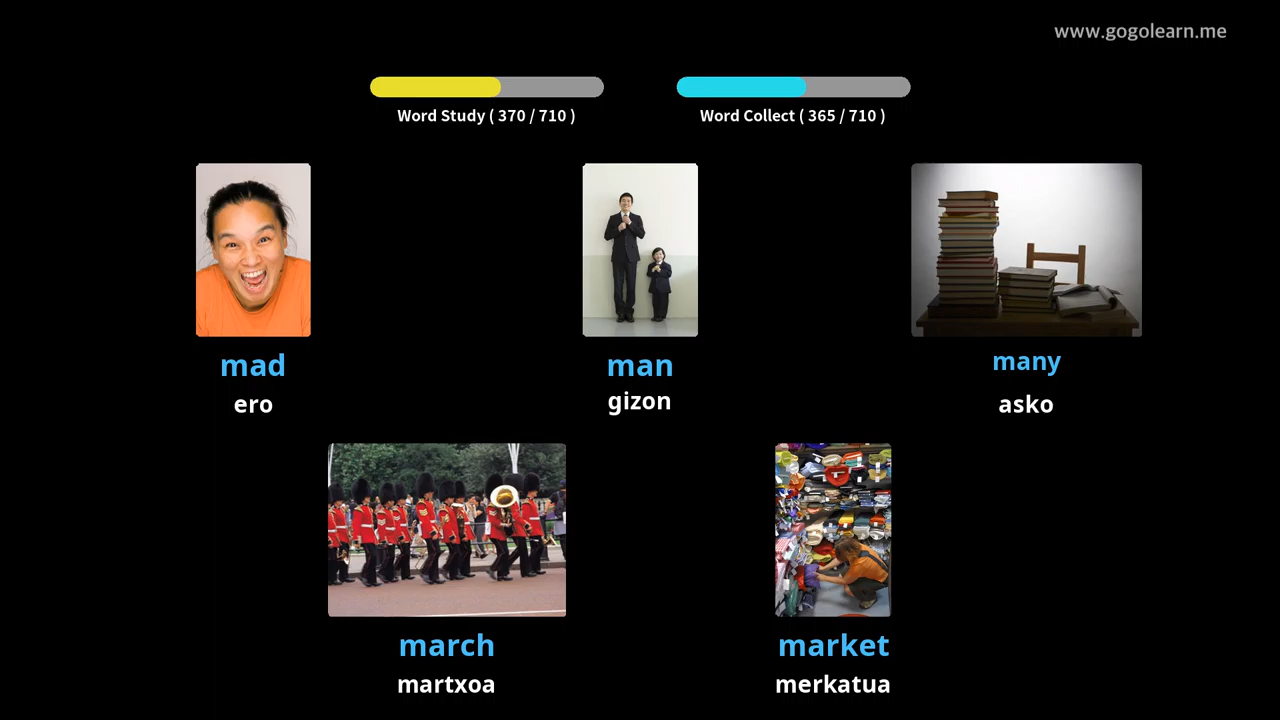 www.gogolearn.me
Word Study ( 370 / 710 )
Word Collect ( 365 / 710 )
mad
ero
man
gizon
many
asko
march
martxoa
market
merkatua